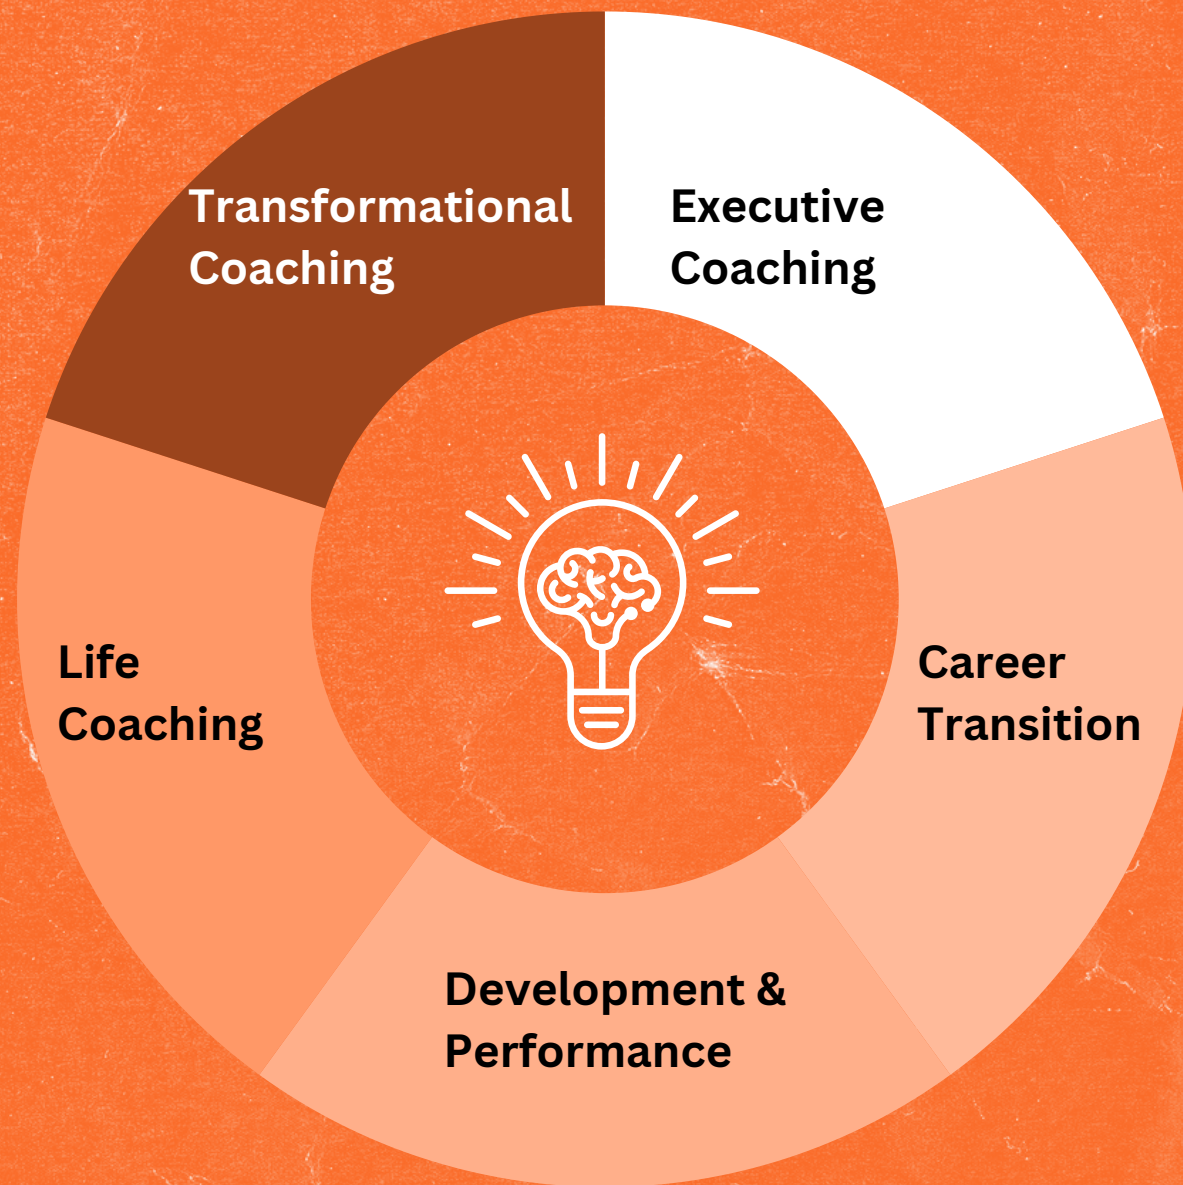 Transformational
Coaching
Executive
Coaching
Life
Coaching
Career
Transition
Development &
Performance